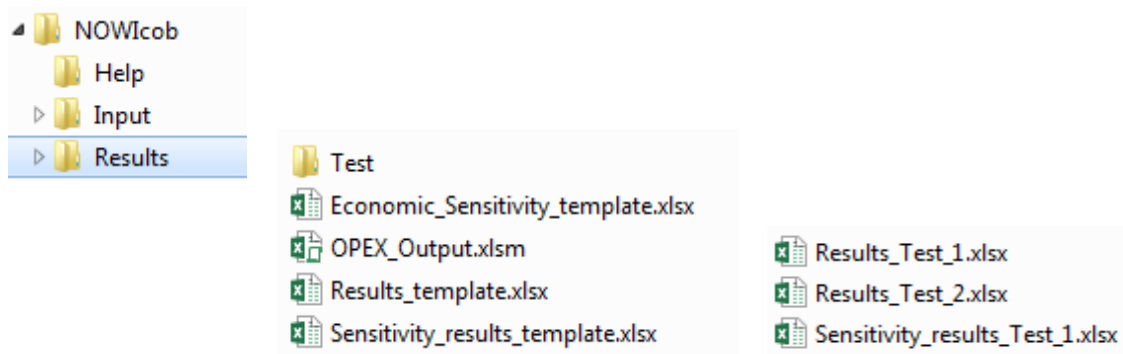 NOWIcob
Help
Input
Results
Test
Economic_Sensitivity_template.xlsx
OPEX_Output.xlsm
Results_template.xlsx
Sensitivity_results_template.xlsx
Results_Test_1.xlsx
Results_Test_2.xlsx
Sensitivity_results_Test_1.xlsx